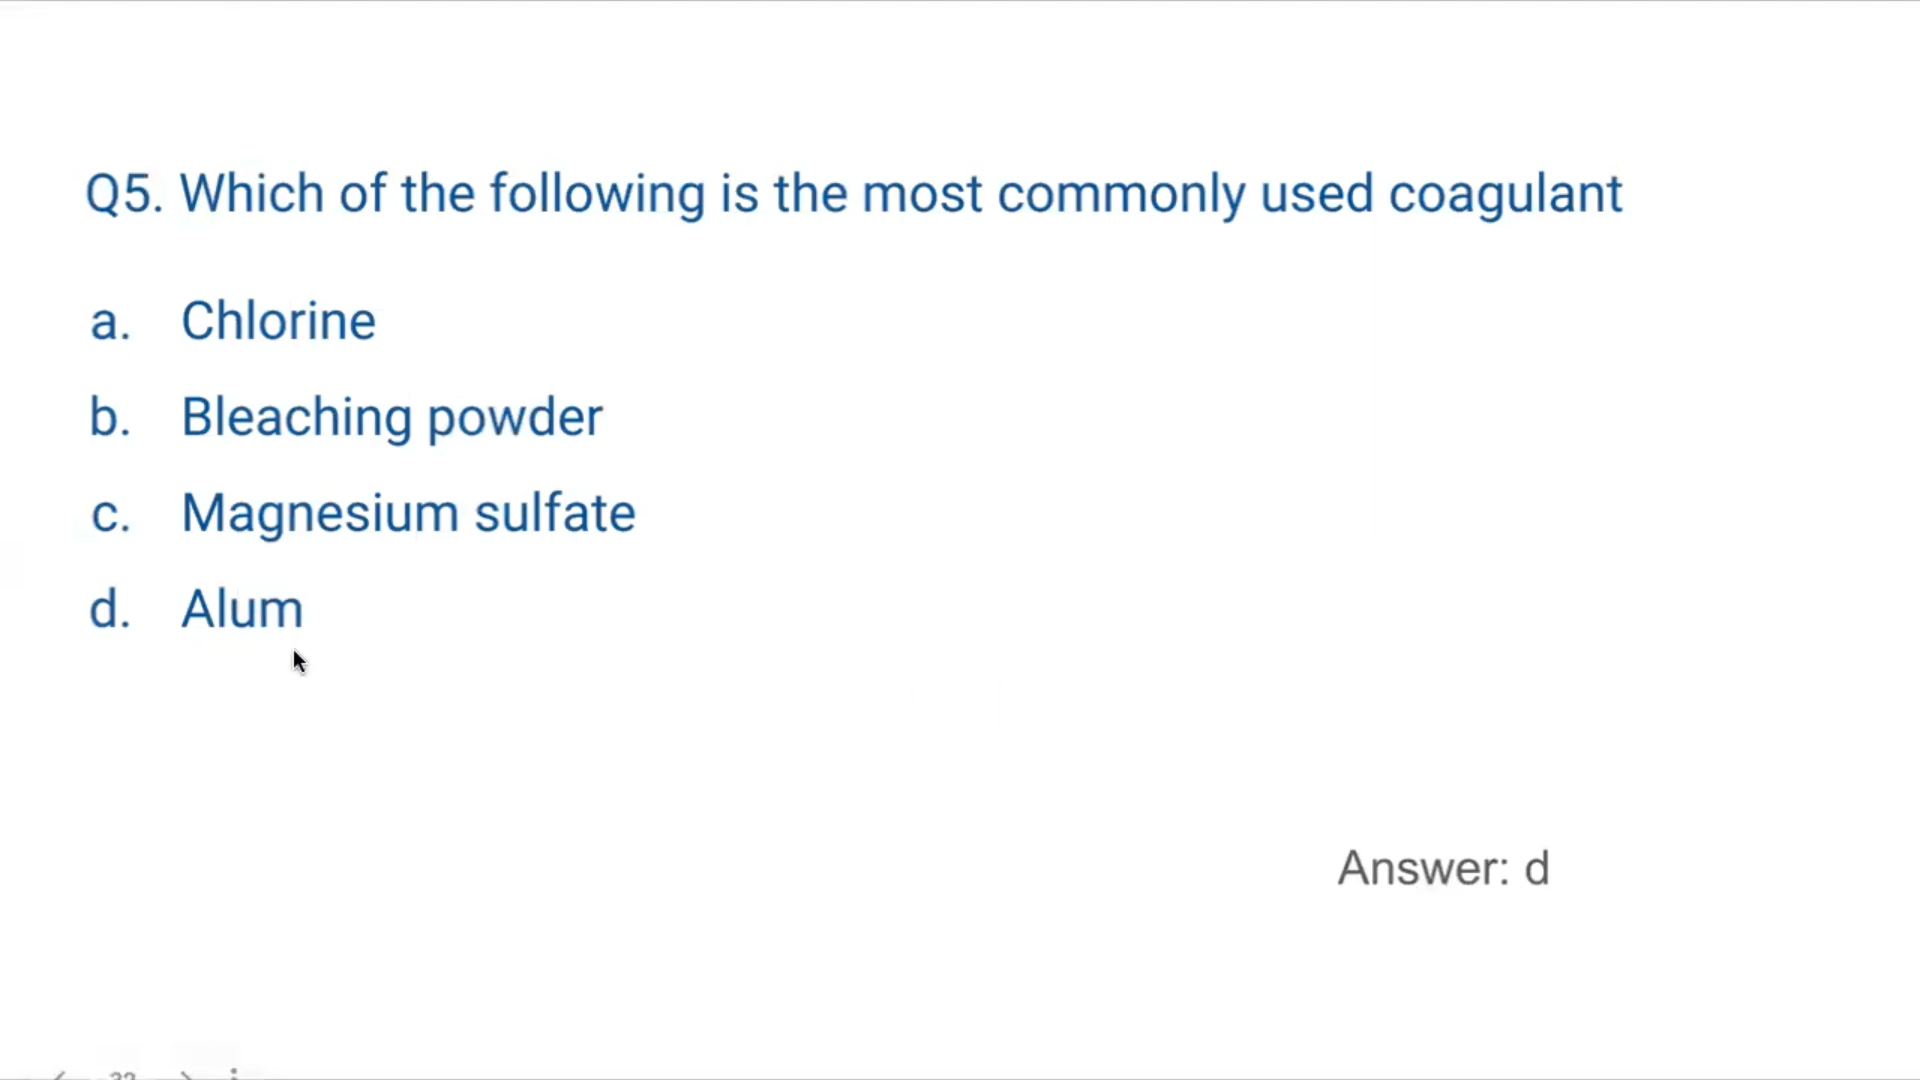 Q5. Which of the following is the most commonly used coagulant
a. Chlorine
b. Bleaching powder
c. Magnesium sulfate
d. Alum
Answer: d